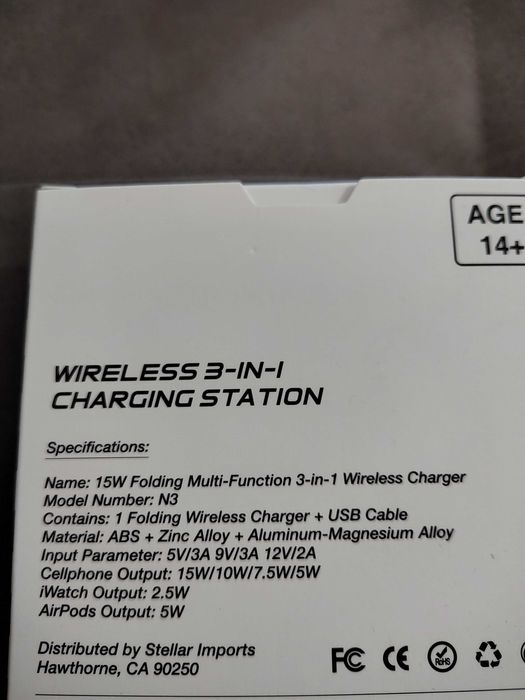 AGE
14+
WIRELESS 3-IN-1
CHARGING STATION
Specifications:
Name: 15W Folding Multi-Function 3-in-1 Wireless Charger
Model Number: N3
Contains: 1 Folding Wireless Charger + USB Cable
Material: ABS + Zinc Alloy + Aluminum-Magnesium Alloy
Input Parameter: 5V/3A 9V/3A 12V/2A
Cellphone Output: 15W/10W/7.5W/5W
iWatch Output: 2.5W
AirPods Output: 5W
Distributed by Stellar Imports
Hawthorne, CA 90250
FC CE RoHS